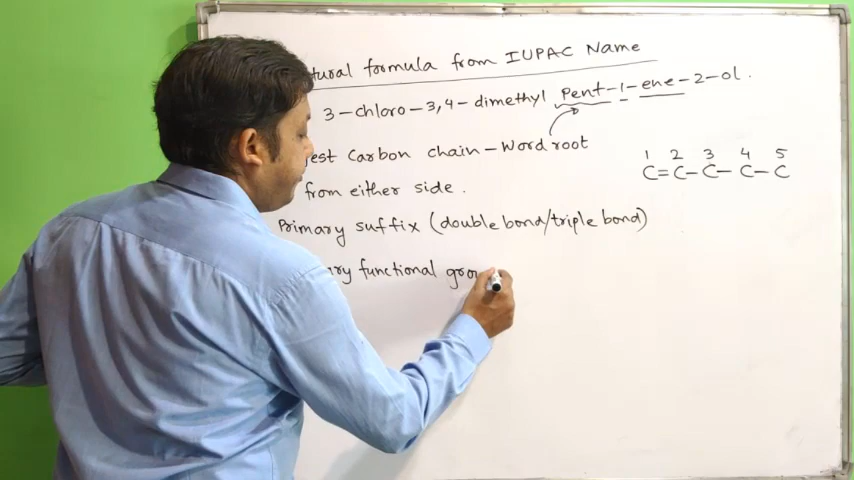 tural formula from IUPAC Name
3-chloro-3,4-dimethyl Pent-1-ene-2-ol.
est Carbon chain - Word root
from either side.
1 2 3 4 5
C=C-C-C-C
Primary suffix (double bond/triple bond)
ry functional gro